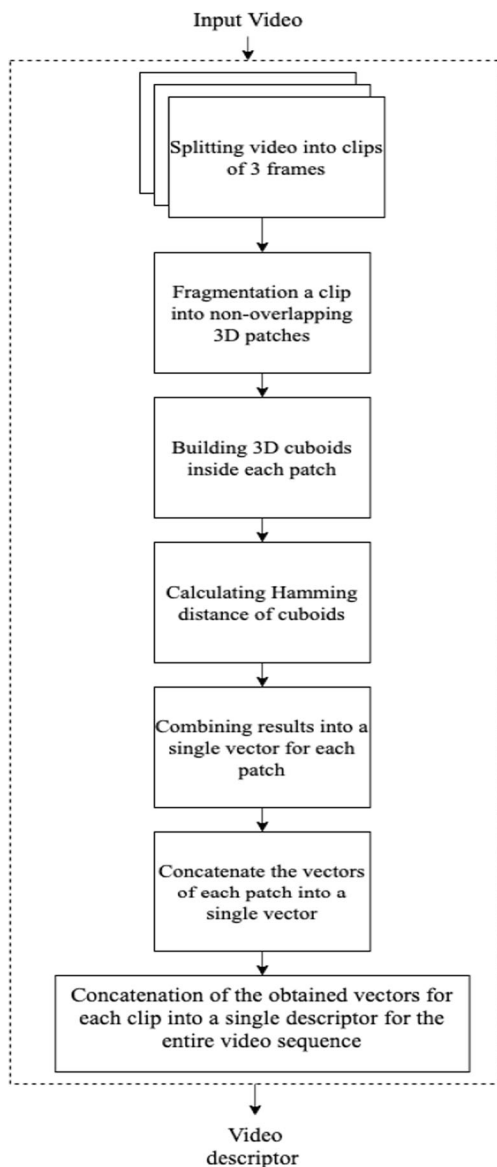 Input Video
Splitting video into clips
of 3 frames
Fragmentation a clip
into non-overlapping
3D patches
Building 3D cuboids
inside each patch
Calculating Hamming
distance of cuboids
Combining results into a
single vector for each
patch
Concatenate the vectors
of each patch into a
single vector
Concatenation of the obtained vectors for
each clip into a single descriptor for the
entire video sequence
Video
descriptor